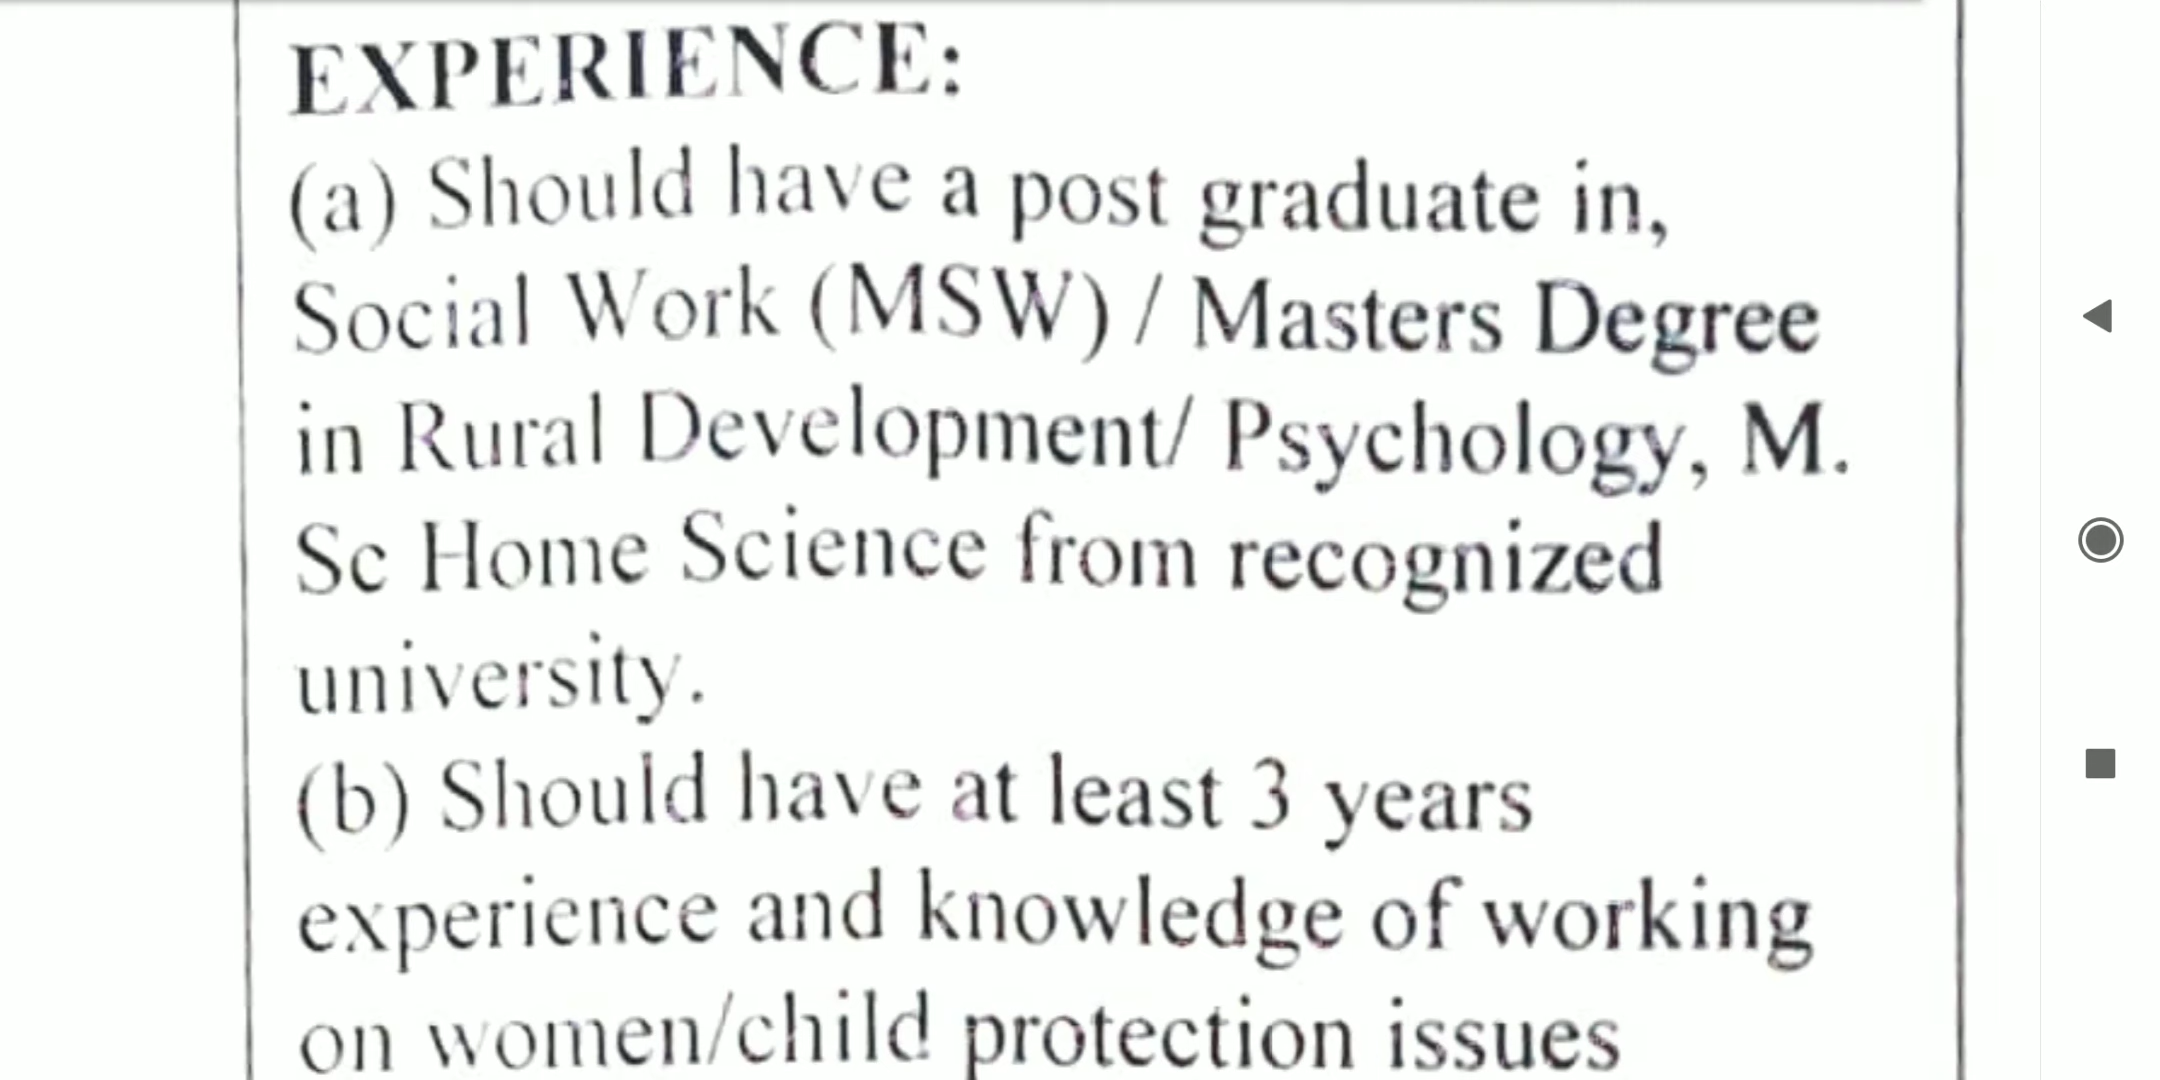 EXPERIENCE:
(a) Should have a post graduate in,
Social Work (MSW) / Masters Degree
in Rural Development/ Psychology, M.
Sc Home Science from recognized
university.
(b) Should have at least 3 years
experience and knowledge of working
on women/child protection issues